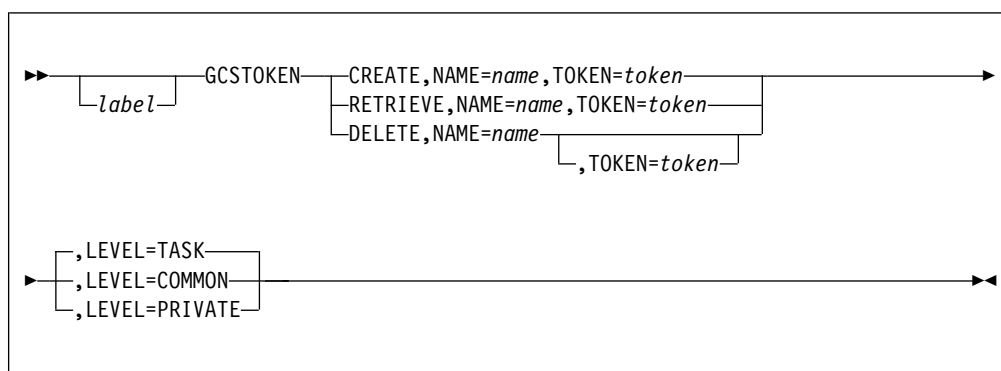 label GCSTOKEN CREATE,NAME=name,TOKEN=token
RETRIEVE,NAME=name,TOKEN=token
DELETE,NAME=name
,TOKEN=token
,LEVEL=TASK
,LEVEL=COMMON
,LEVEL=PRIVATE